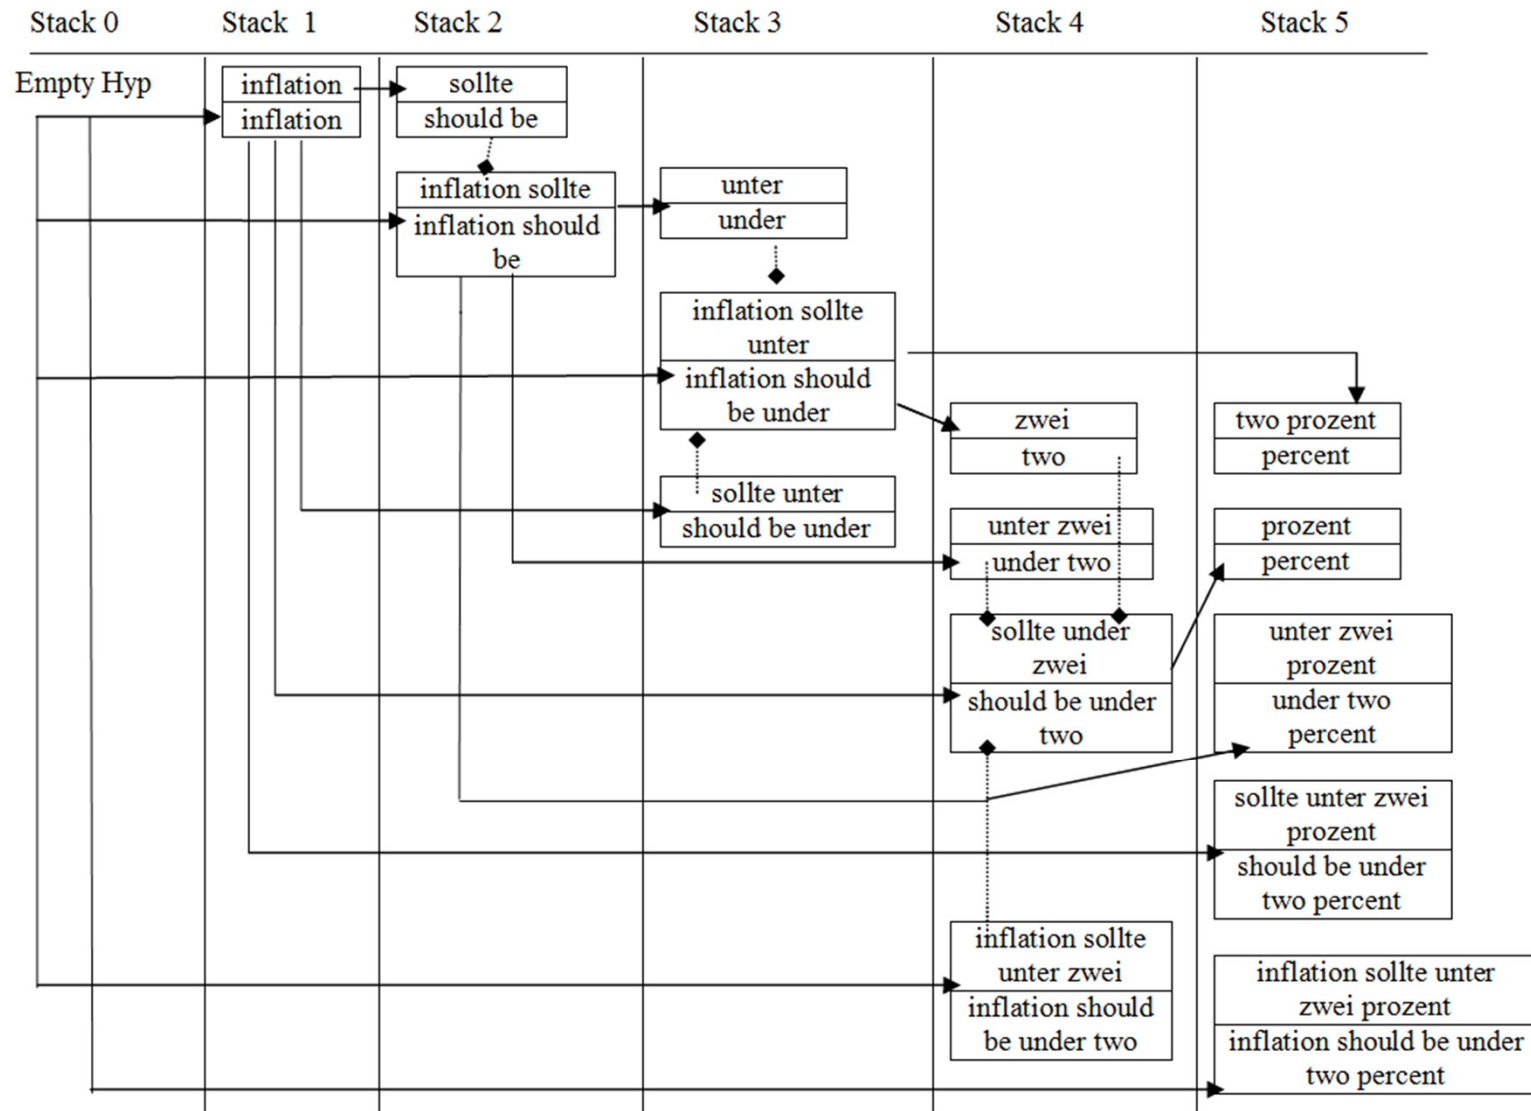 Stack 0
Stack 1
Stack 2
Stack 3
Stack 4
Stack 5
Empty Hyp
inflation
inflation
sollte
should be
inflation sollte
inflation should
be
unter
under
inflation sollte
unter
inflation should
be under
sollte unter
should be under
zwei
two
unter zwei
under two
sollte under
zwei
should be under
two
inflation sollte
unter zwei
inflation should
be under two
two prozent
percent
prozent
percent
unter zwei
prozent
under two
percent
sollte unter zwei
prozent
should be under
two percent
inflation sollte unter
zwei prozent
inflation should be under
two percent